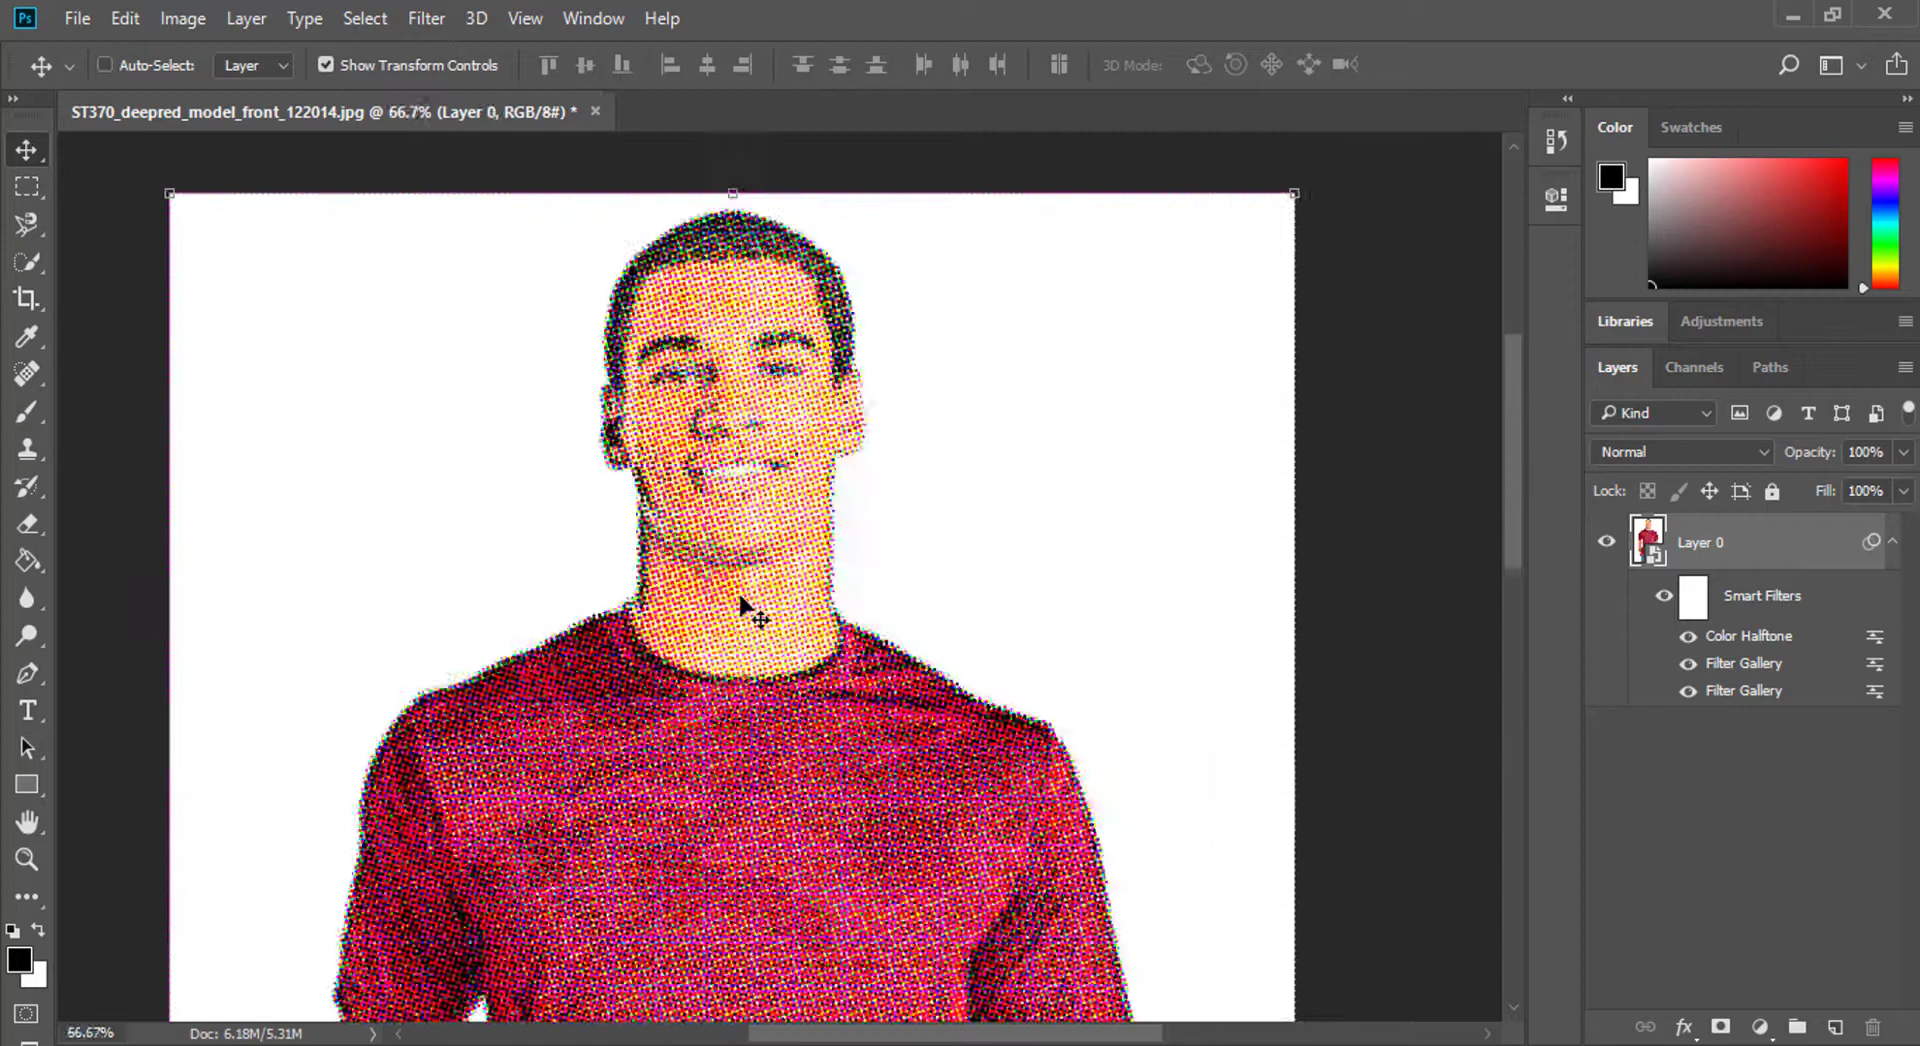 Ps File Edit Image Layer Type Select Filter 3D View Window Help
Auto-Select: Layer Show Transform Controls 3D Mode:
ST370_deepred_model_front_122014.jpg @ 66.7% (Layer 0, RGB/8#) * ×
Color Swatches
Libraries Adjustments
Layers Channels Paths
Kind
Normal Opacity: 100%
Lock: Fill: 100%
Layer 0
Smart Filters
Color Halftone
Filter Gallery
Filter Gallery
fx
66.67% Doc: 6.18M/5.31M